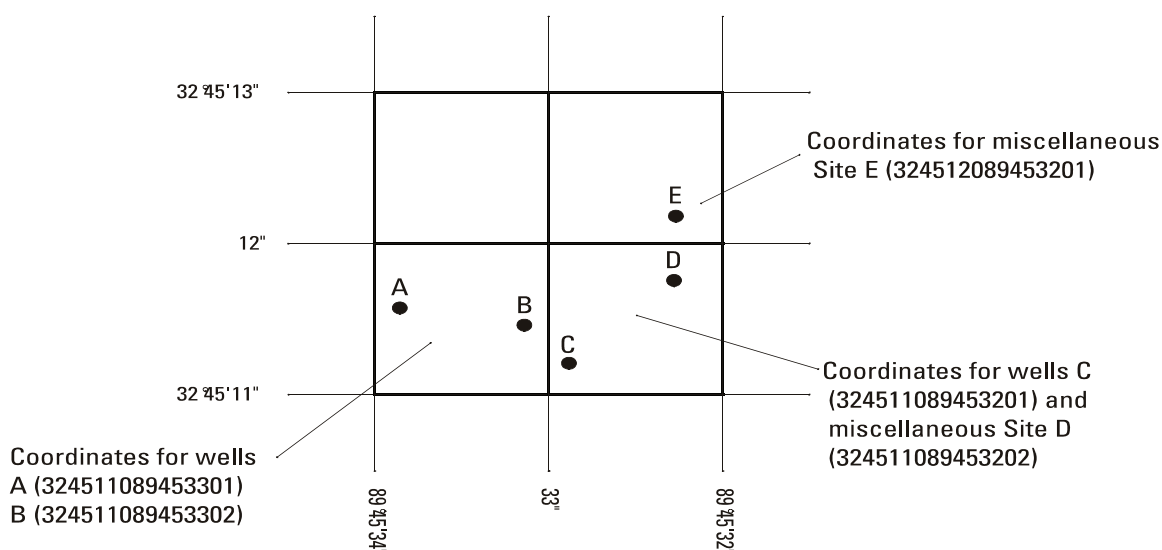 32°45'13"
Coordinates for miscellaneous
Site E (324512089453201)
E
12"
D
A
B
C
32°45'11"
Coordinates for wells C
(324511089453201) and
miscellaneous Site D
(324511089453202)
Coordinates for wells
A (324511089453301)
B (324511089453302)
89°45'34"
33"
89°45'32"